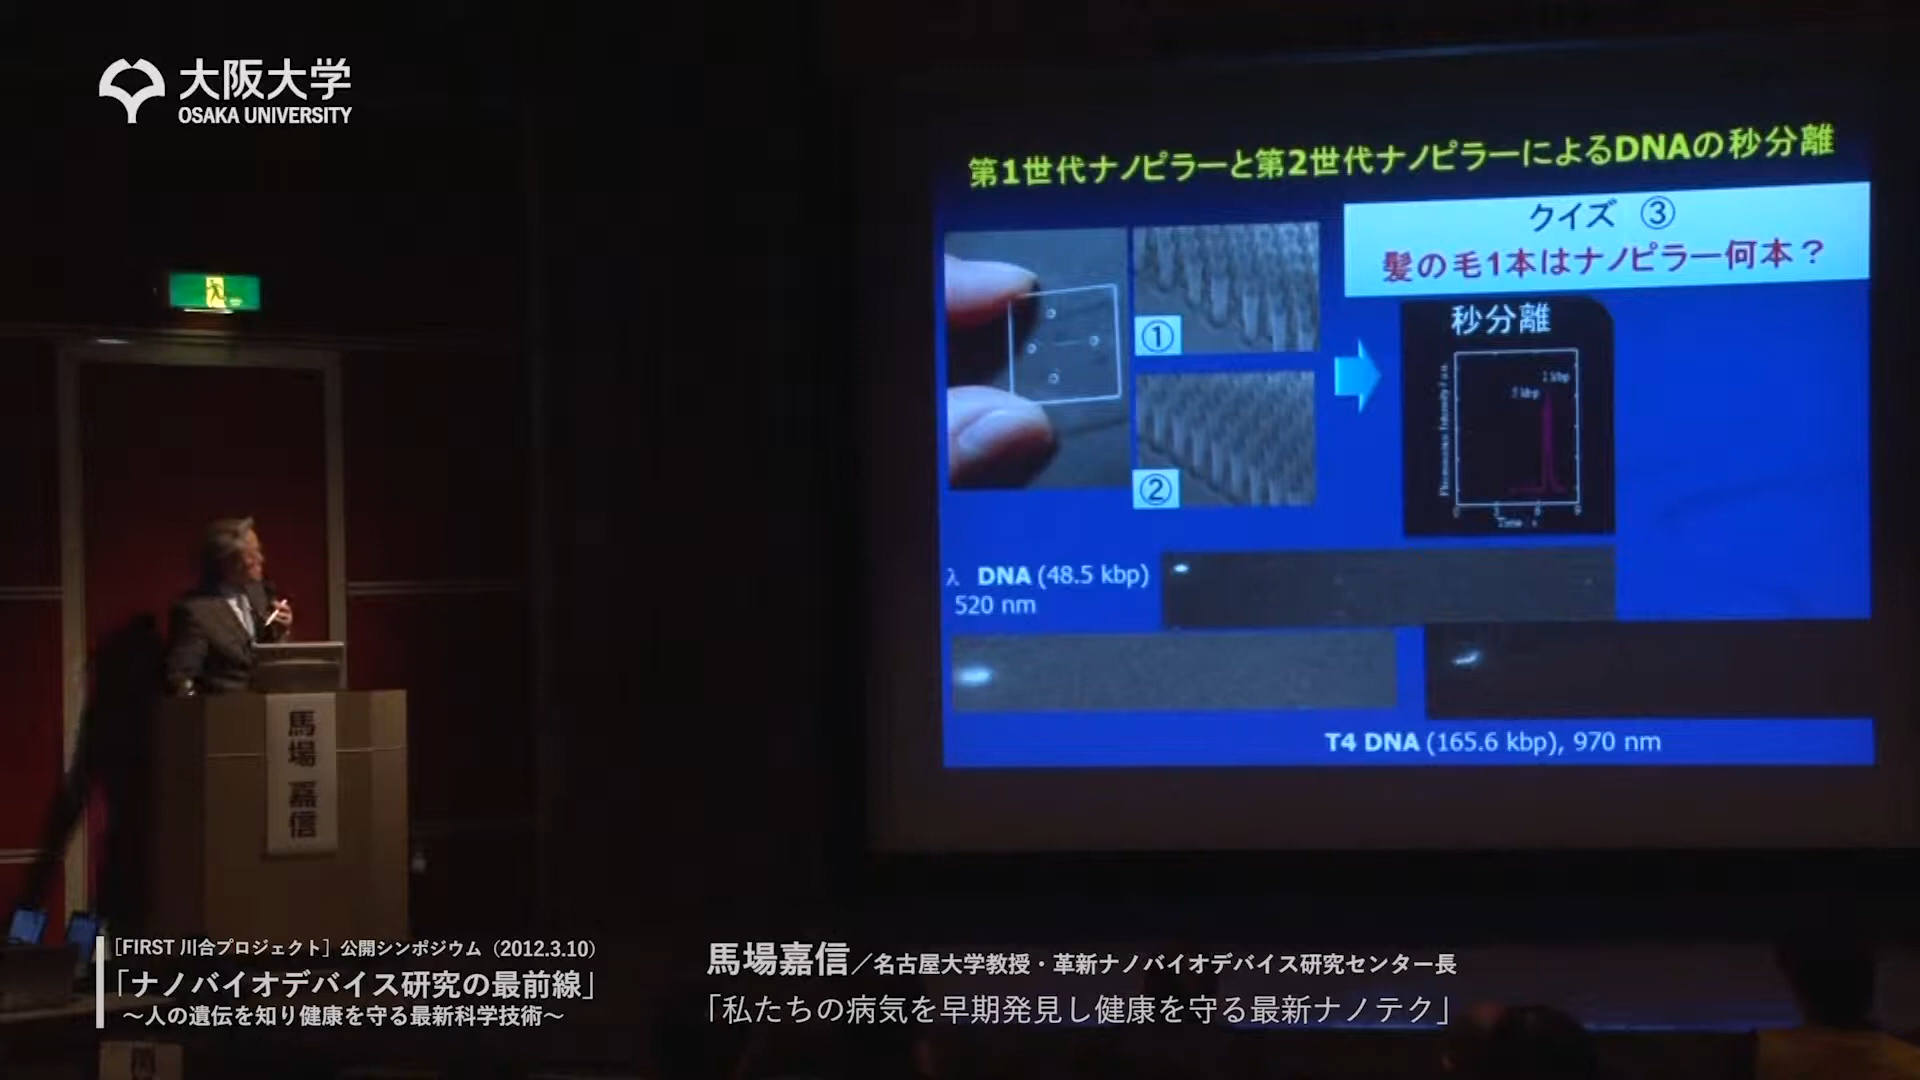 大阪大学
OSAKA UNIVERSITY
第1世代ナノピラーと第2世代ナノピラーによるDNAの秒分離
クイズ ③
髪の毛1本はナノピラー何本？
①
②
秒分離
1 kbp
λ DNA (48.5 kbp)
520 nm
T4 DNA (165.6 kbp), 970 nm
馬場 嘉信
［FIRST 川合プロジェクト］公開シンポジウム（2012.3.10）
「ナノバイオデバイス研究の最前線」
～人の遺伝を知り健康を守る最新科学技術～
馬場嘉信／名古屋大学教授・革新ナノバイオデバイス研究センター長
「私たちの病気を早期発見し健康を守る最新ナノテク」